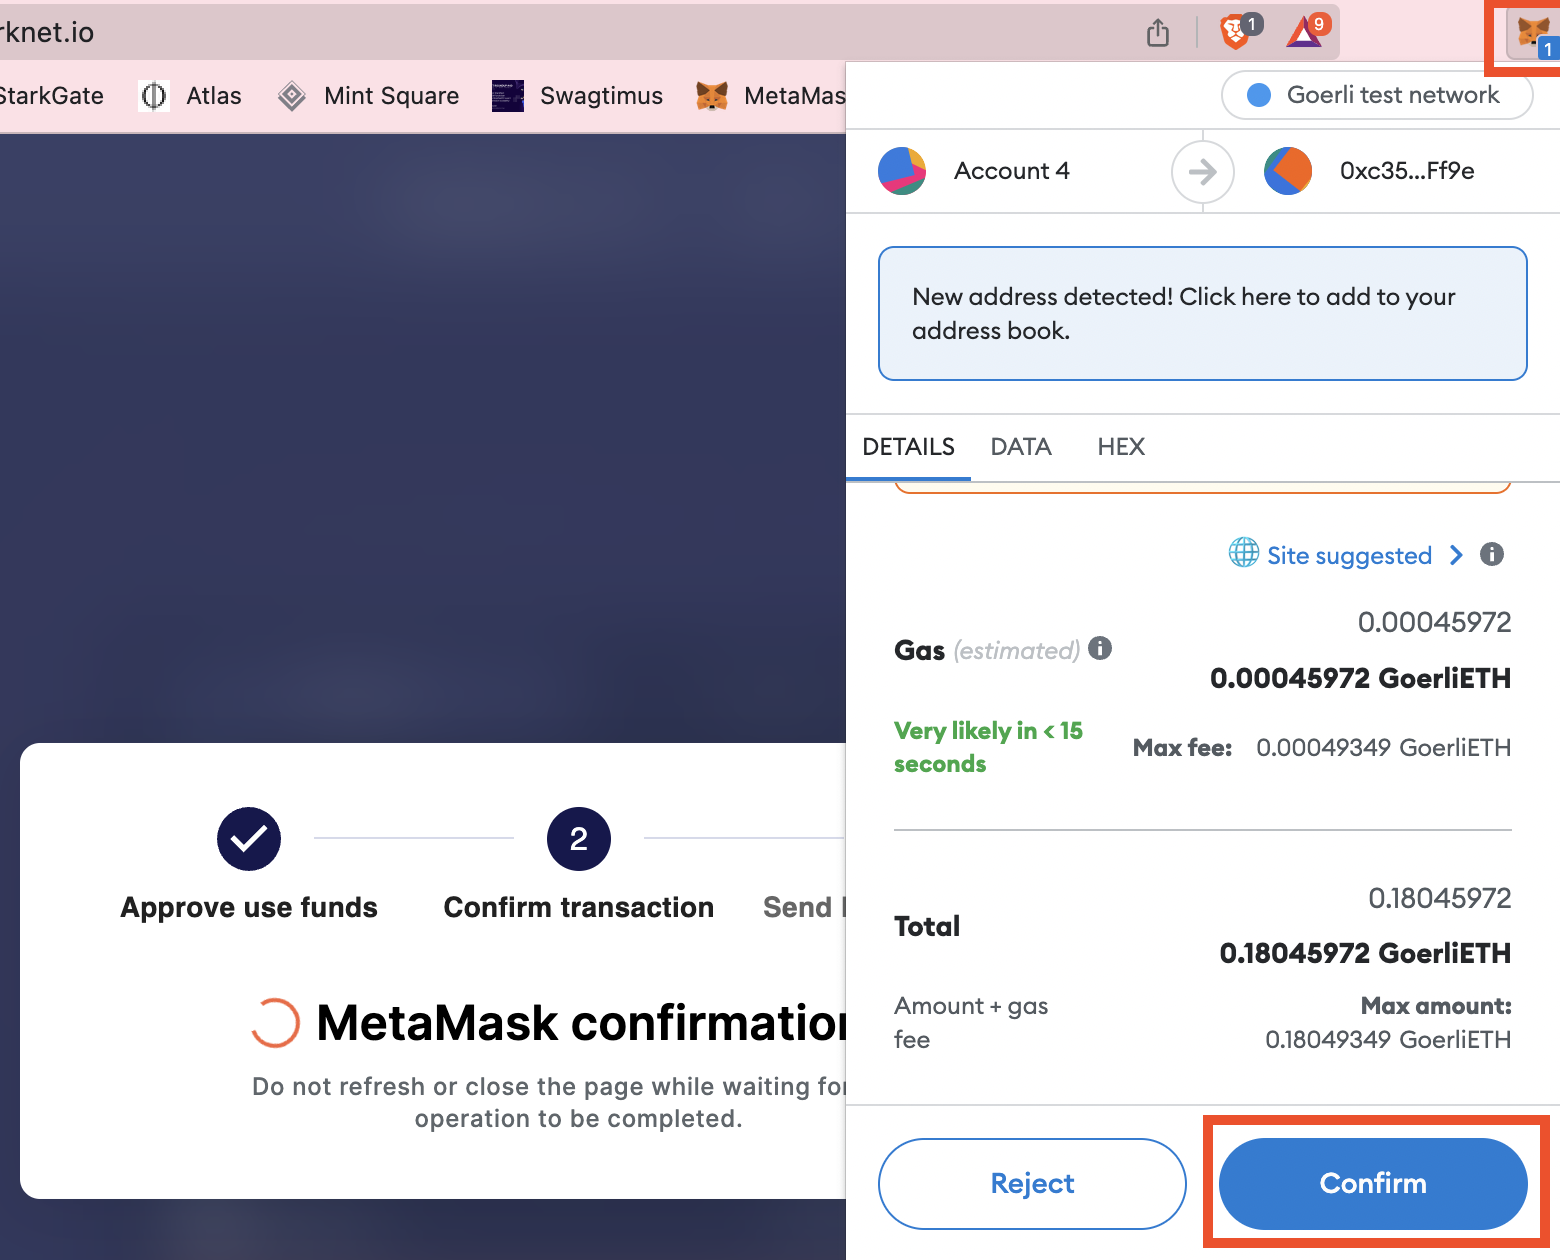 rknet.io
1
9
1
StarkGate
Atlas
Mint Square
Swagtimus
MetaMas
Goerli test network
Account 4
0xc35...Ff9e
New address detected! Click here to add to your
address book.
DETAILS
DATA
HEX
Site suggested
0.00045972
Gas (estimated)
0.00045972 GoerliETH
Very likely in < 15
seconds
Max fee: 0.00049349 GoerliETH
0.18045972
Total
0.18045972 GoerliETH
Amount + gas
fee
Max amount:
0.18049349 GoerliETH
Reject
Confirm
2
Approve use funds
Confirm transaction
Send
MetaMask confirmation
Do not refresh or close the page while waiting for
operation to be completed.